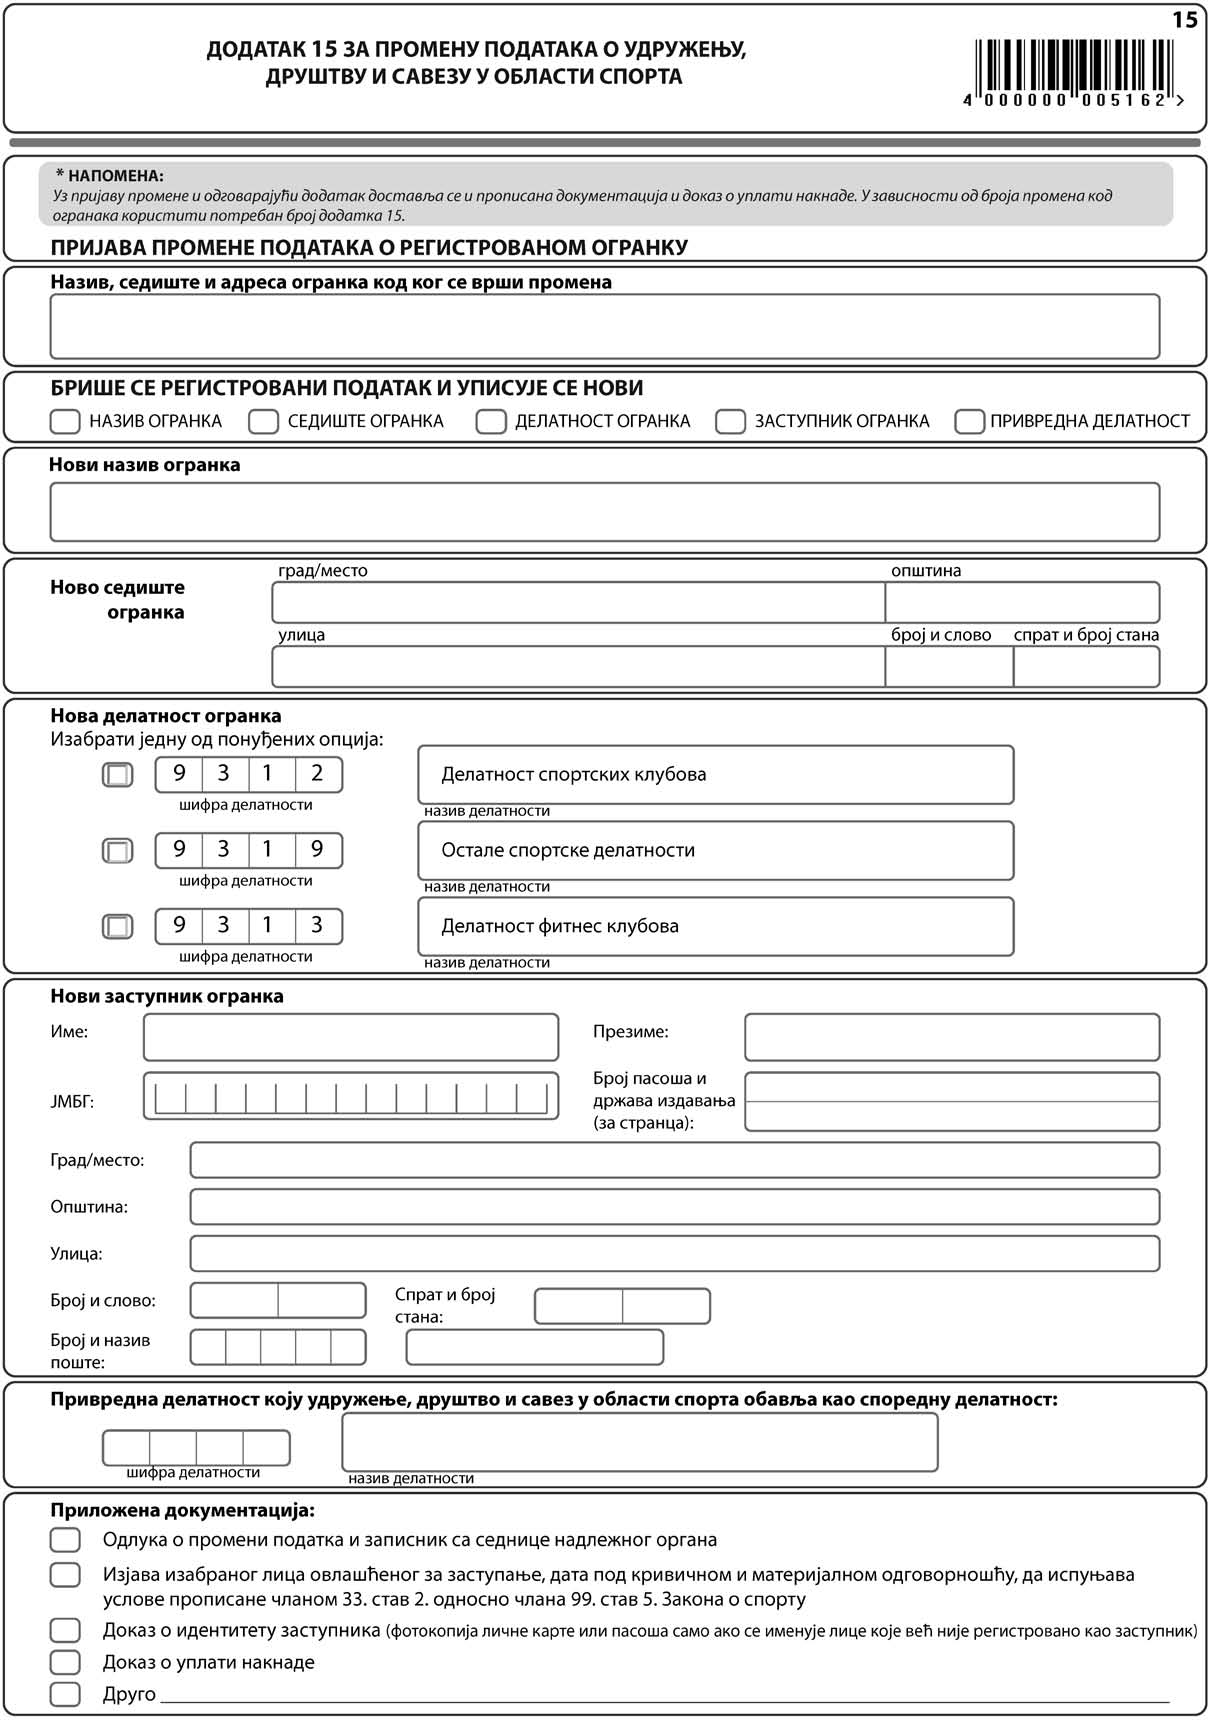 15
ДОДАТАК 15 ЗА ПРОМЕНУ ПОДАТАКА О УДРУЖЕЊУ,
ДРУШТВУ И САВЕЗУ У ОБЛАСТИ СПОРТА
4 000000 005162 >
* НАПОМЕНА:
Уз пријаву промене и одговарајући додатак доставља се и прописана документација и доказ о уплати накнаде. У зависности од броја промена код
огранака користити потребан број додатка 15.
ПРИЈАВА ПРОМЕНЕ ПОДАТАКА О РЕГИСТРОВАНОМ ОГРАНКУ
Назив, седиште и адреса огранка код ког се врши промена
БРИШЕ СЕ РЕГИСТРОВАНИ ПОДАТАК И УПИСУЈЕ СЕ НОВИ
НАЗИВ ОГРАНКА СЕДИШТЕ ОГРАНКА ДЕЛАТНОСТ ОГРАНКА ЗАСТУПНИК ОГРАНКА ПРИВРЕДНА ДЕЛАТНОСТ
Нови назив огранка
град/место општина
Ново седиште
огранка
улица број и слово спрат и број стана
Нова делатност огранка
Изабрати једну од понуђених опција:
9 3 1 2 Делатност спортских клубова
шифра делатности назив делатности
9 3 1 9 Остале спортске делатности
шифра делатности назив делатности
9 3 1 3 Делатност фитнес клубова
шифра делатности назив делатности
Нови заступник огранка
Име: Презиме:
ЈМБГ: Број пасоша и
држава издавања
(за странца):
Град/место:
Општина:
Улица:
Број и слово: Спрат и број
стана:
Број и назив
поште:
Привредна делатност коју удружење, друштво и савез у области спорта обавља као споредну делатност:
шифра делатности назив делатности
Приложена документација:
Одлука о промени податка и записник са седнице надлежног органа
Изјава изабраног лица овлашћеног за заступање, дата под кривичном и материјалном одговорношћу, да испуњава
услове прописане чланом 33. став 2. односно члана 99. став 5. Закона о спорту
Доказ о идентитету заступника (фотокопија личне карте или пасоша само ако се именује лице које већ није регистровано као заступник)
Доказ о уплати накнаде
Друго